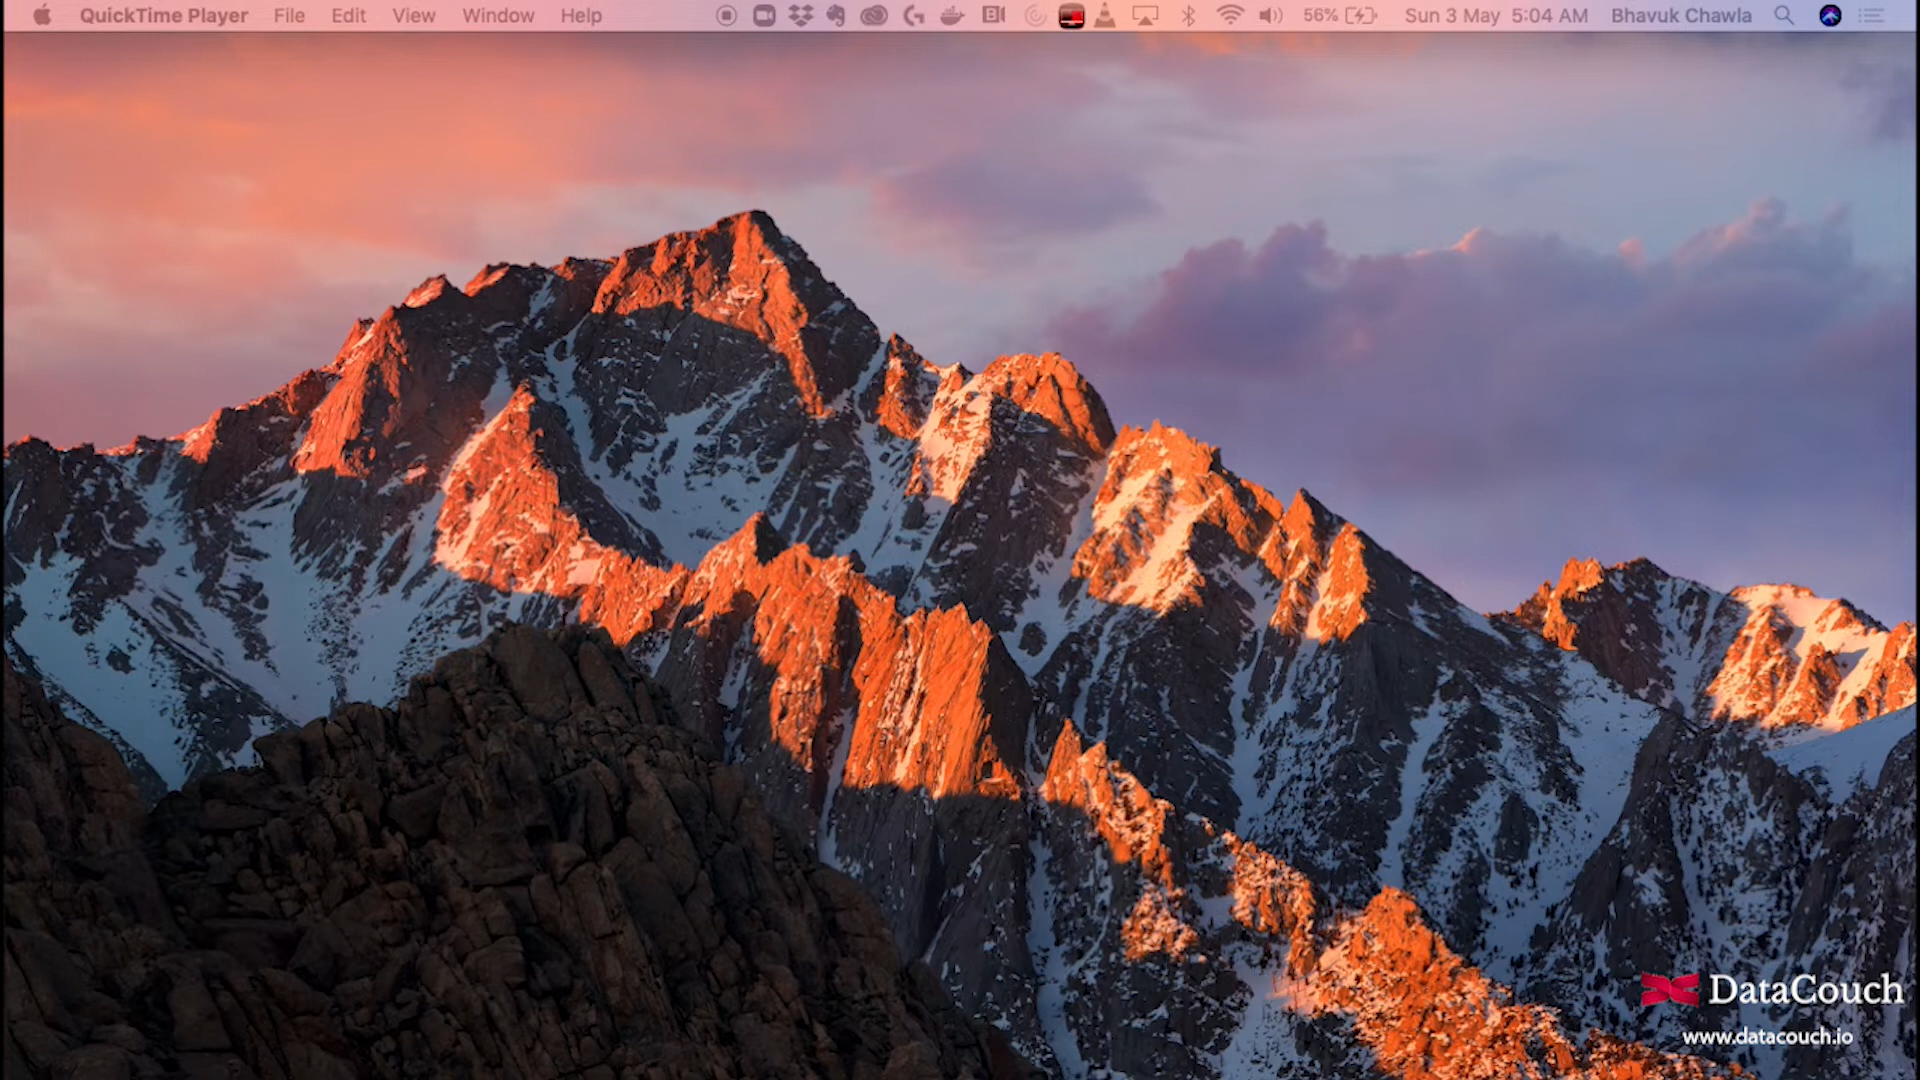 QuickTime Player File Edit View Window Help 56% Sun 3 May 5:04 AM Bhavuk Chawla
DataCouch
www.datacouch.io